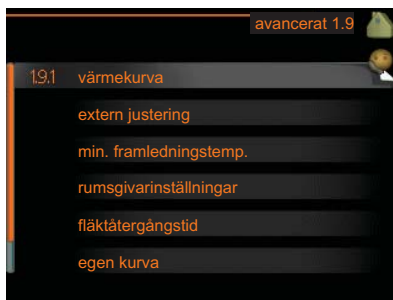 avancerat 1.9
1.9.1 värmekurva
extern justering
min. framledningstemp.
rumsgivarinställningar
fläktåtergångstid
egen kurva